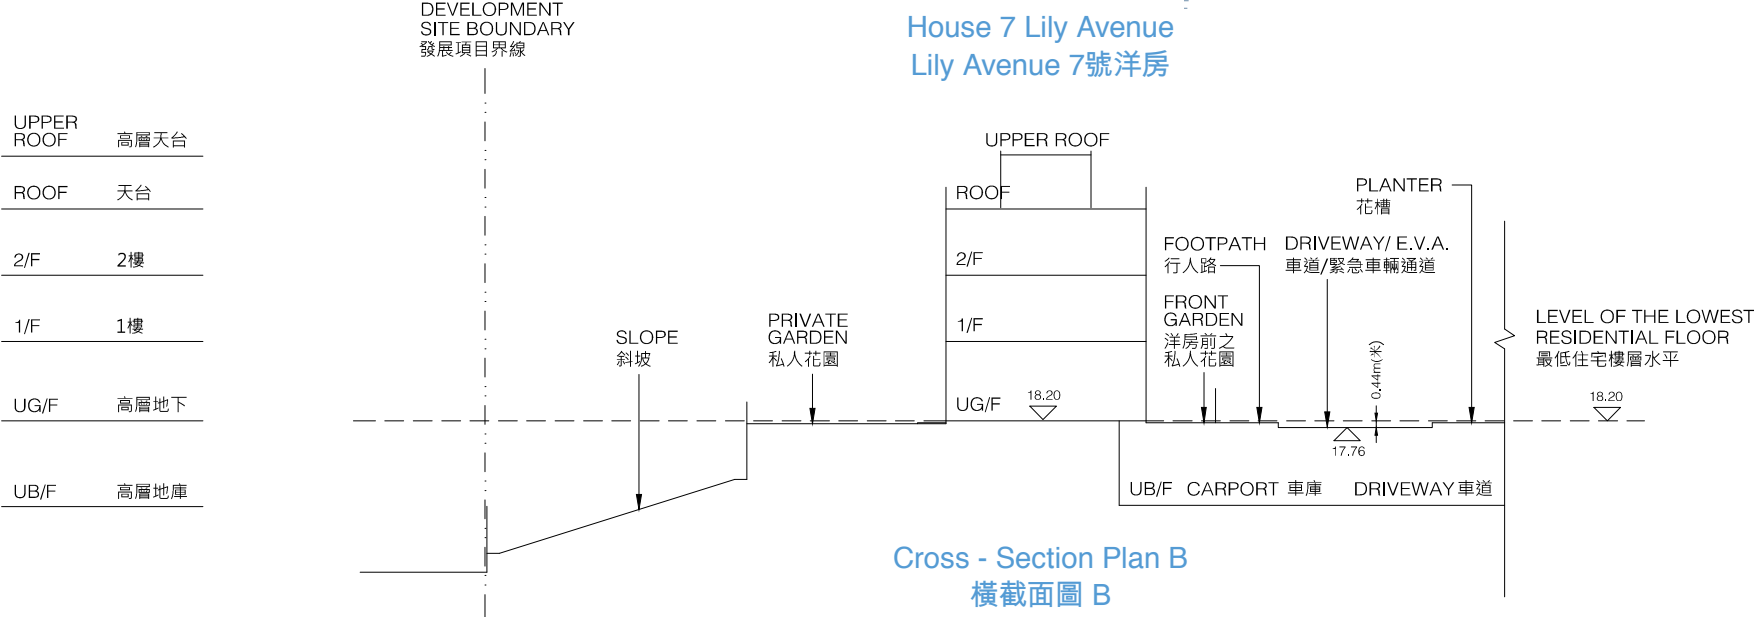 DEVELOPMENT
SITE BOUNDARY
發展項目界線
House 7 Lily Avenue
Lily Avenue 7號洋房
UPPER
ROOF 高層天台
ROOF 天台
2/F 2樓
1/F 1樓
UG/F 高層地下
UB/F 高層地庫
SLOPE
斜坡
PRIVATE
GARDEN
私人花園
UPPER ROOF
ROOF
2/F
1/F
UG/F
18.20
FOOTPATH
行人路
FRONT
GARDEN
洋房前之
私人花園
DRIVEWAY/ E.V.A.
車道/緊急車輛通道
PLANTER
花槽
0.44m(米)
17.76
UB/F CARPORT 車庫 DRIVEWAY 車道
LEVEL OF THE LOWEST
RESIDENTIAL FLOOR
最低住宅樓層水平
18.20
Cross - Section Plan B
橫截面圖 B